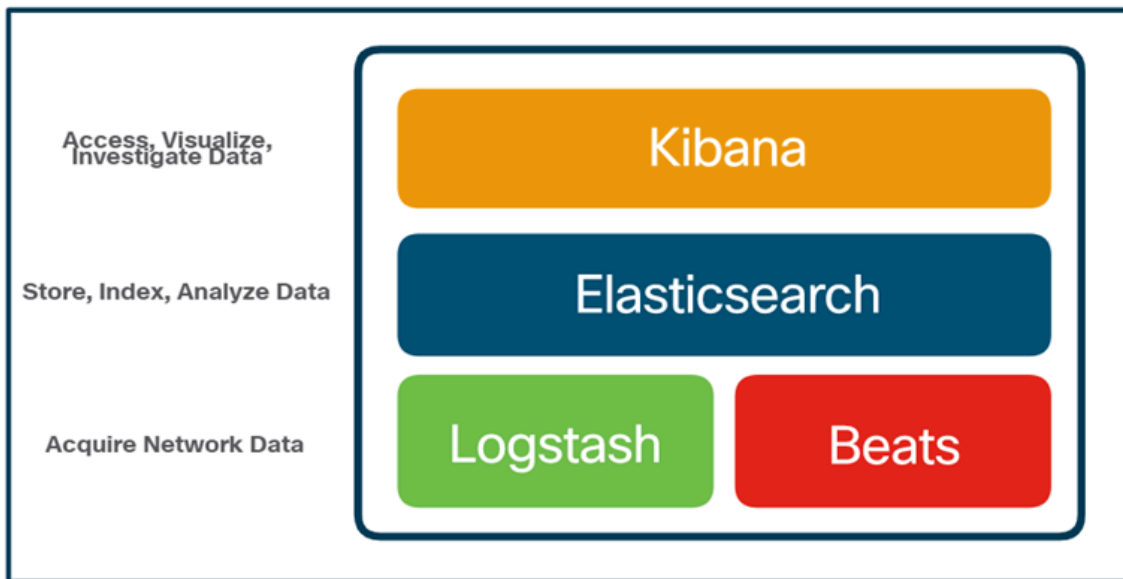 Access, Visualize,
Investigate Data
Kibana
Store, Index, Analyze Data
Elasticsearch
Acquire Network Data
Logstash
Beats